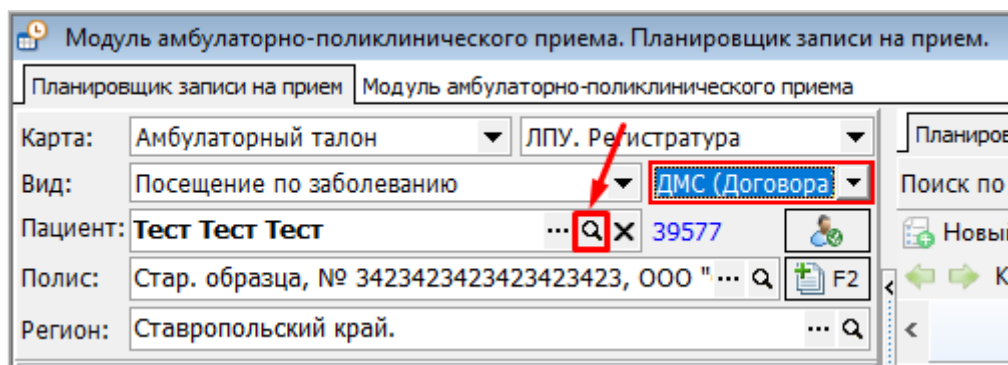 Модуль амбулаторно-поликлинического приема. Планировщик записи на прием.
Планировщик записи на прием Модуль амбулаторно-поликлинического приема
Карта: Амбулаторный талон ЛПУ. Регистратура Планиров
Вид: Посещение по заболеванию ДМС (Договора Поиск по
Пациент: Тест Тест Тест ... 39577 Новый
Полис: Стар. образца, № 3423423423423423423, ООО " ... F2 К
Регион: Ставропольский край. ...